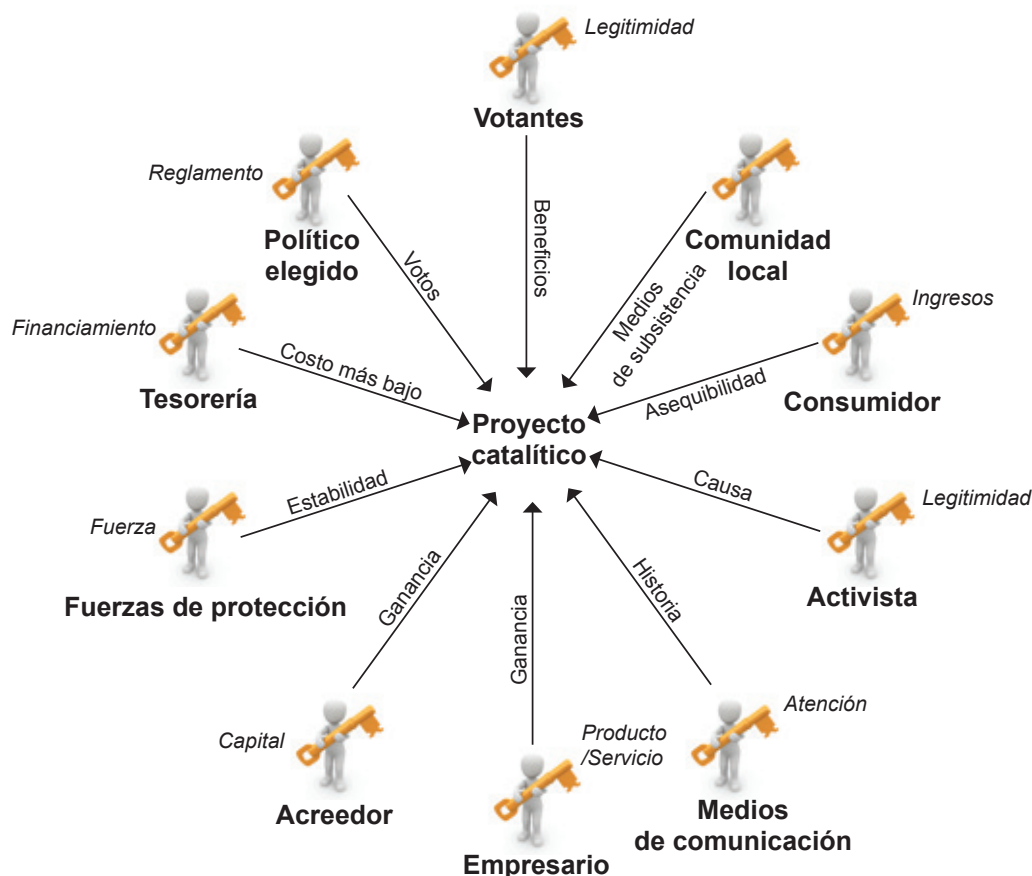 Legitimidad
Votantes
Beneficios
Reglamento
Político
elegido
Votos
Comunidad
local
Medios
de subsistencia
Financiamiento
Tesorería
Costo más bajo
Ingresos
Consumidor
Asequibilidad
Proyecto
catalítico
Fuerza
Fuerzas de protección
Estabilidad
Legitimidad
Activista
Causa
Capital
Acreedor
Ganancia
Producto
/Servicio
Empresario
Ganancia
Atención
Medios
de comunicación
Historia